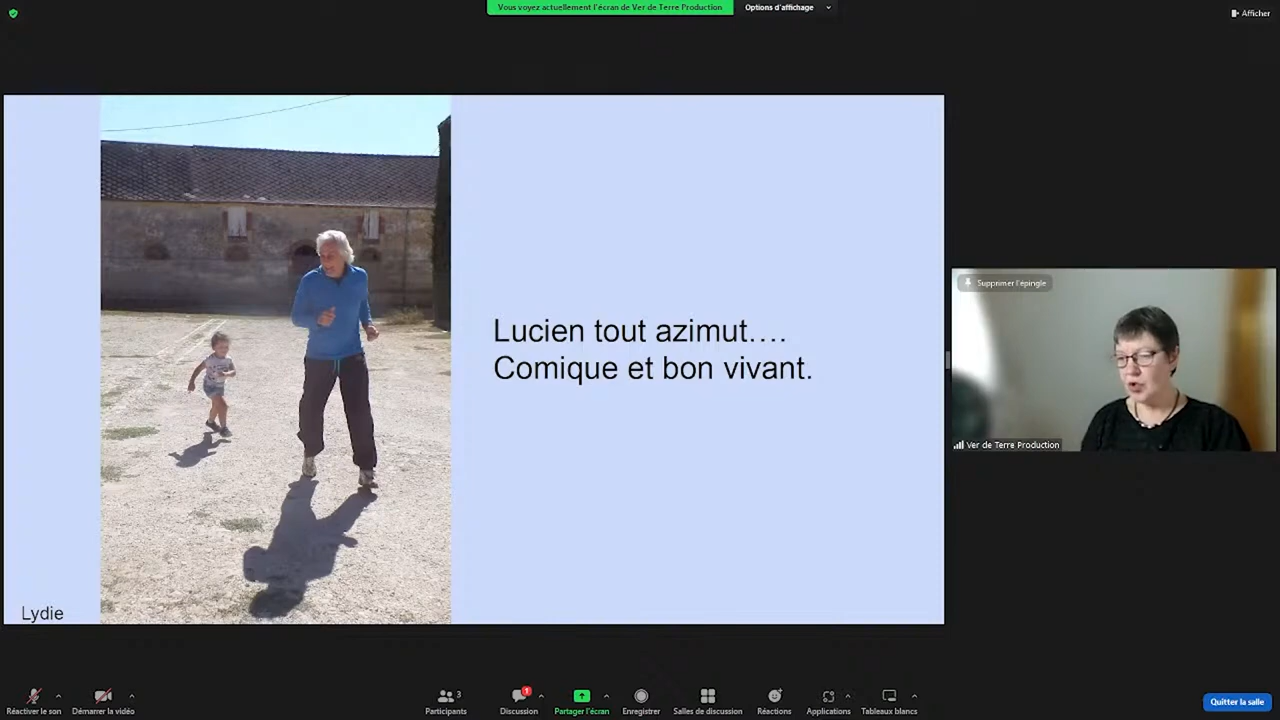 Vous voyez actuellement l'écran de Ver de Terre Production
Options d'affichage
Afficher
Lucien tout azimut….
Comique et bon vivant.
Lydie
Supprimer l'épingle
Ver de Terre Production
Réactiver le son
Démarrer la vidéo
3
Participants
1
Discussion
Partager l'écran
Enregistrer
Salles de discussion
Réactions
Applications
Tableaux blancs
Quitter la salle